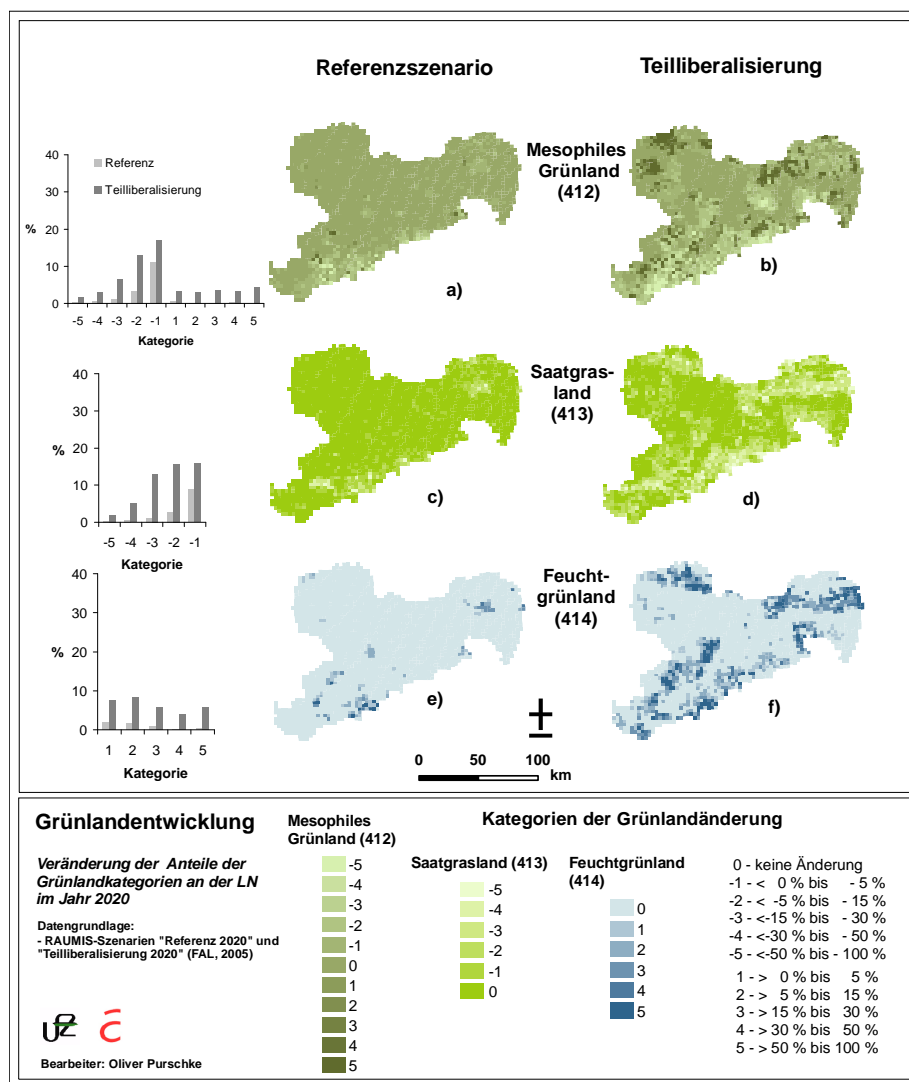 Referenzszenario
Teilliberalisierung
40
30
20
10
0
%
Referenz
Teilliberalisierung
-5 -4 -3 -2 -1 1 2 3 4 5
Kategorie
Mesophiles
Grünland
(412)
a)
b)
40
30
20
10
0
%
-5 -4 -3 -2 -1
Kategorie
Saatgras-
land
(413)
c)
d)
40
30
20
10
0
%
1 2 3 4 5
Kategorie
Feucht-
grünland
(414)
e)
f)
0 50 100
km
Grünlandentwicklung
Veränderung der Anteile der
Grünlandkategorien an der LN
im Jahr 2020
Datengrundlage:
- RAUMIS-Szenarien "Referenz 2020" und
"Teilliberalisierung 2020" (FAL, 2005)
UFZ
Bearbeiter: Oliver Purschke
Kategorien der Grünlandänderung
Mesophiles
Grünland (412)
-5
-4
-3
-2
-1
0
1
2
3
4
5
Saatgrasland (413)
-5
-4
-3
-2
-1
0
Feuchtgrünland
(414)
0
1
2
3
4
5
0 - keine Änderung
-1 - < 0 % bis - 5 %
-2 - < -5 % bis - 15 %
-3 - <-15 % bis - 30 %
-4 - <-30 % bis - 50 %
-5 - <-50 % bis - 100 %
1 - > 0 % bis 5 %
2 - > 5 % bis 15 %
3 - > 15 % bis 30 %
4 - > 30 % bis 50 %
5 - > 50 % bis 100 %